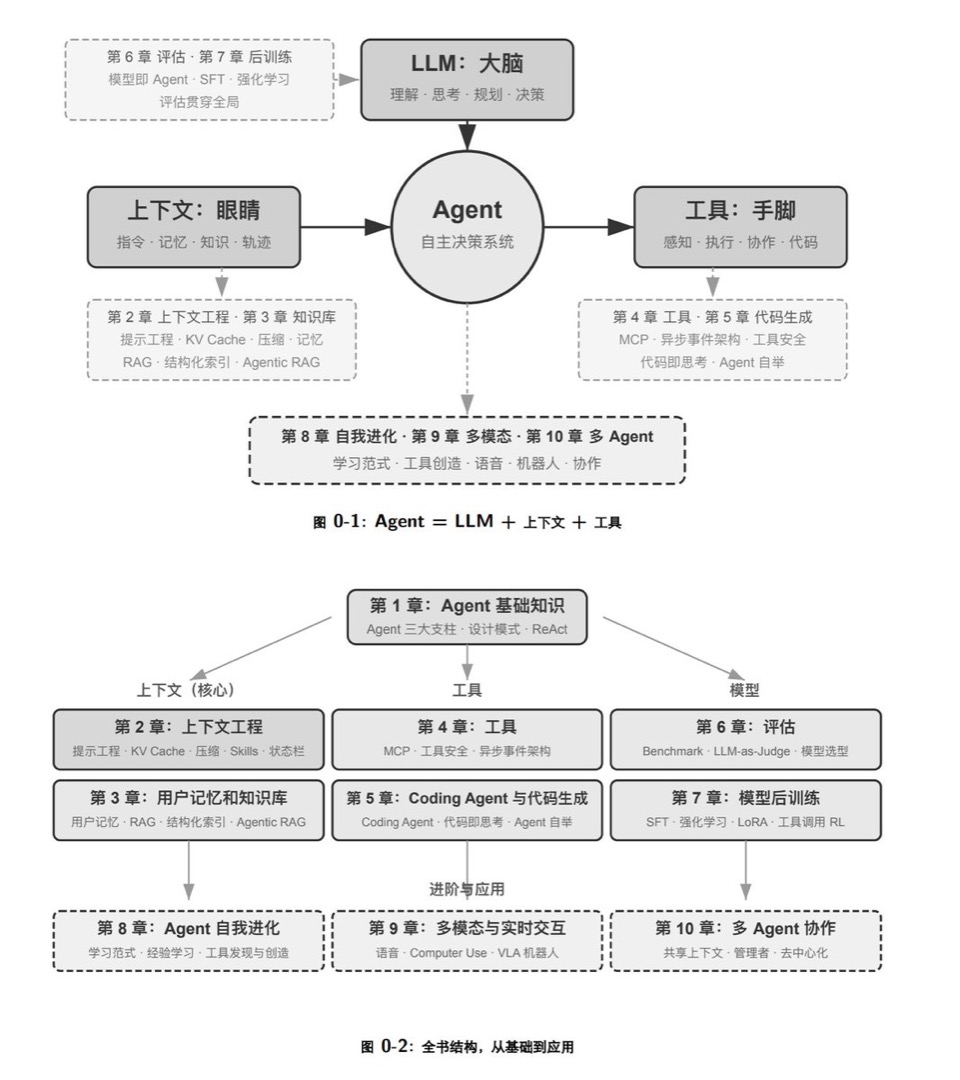 第 6 章 评估 · 第 7 章 后训练
模型即 Agent · SFT · 强化学习
评估贯穿全局
LLM：大脑
理解 · 思考 · 规划 · 决策
上下文：眼睛
指令 · 记忆 · 知识 · 轨迹
Agent
自主决策系统
工具：手脚
感知 · 执行 · 协作 · 代码
第 2 章 上下文工程 · 第 3 章 知识库
提示工程 · KV Cache · 压缩 · 记忆
RAG · 结构化索引 · Agentic RAG
第 4 章 工具 · 第 5 章 代码生成
MCP · 异步事件架构 · 工具安全
代码即思考 · Agent 自举
第 8 章 自我进化 · 第 9 章 多模态 · 第 10 章 多 Agent
学习范式 · 工具创造 · 语音 · 机器人 · 协作
图 0-1: Agent = LLM + 上下文 + 工具
第 1 章：Agent 基础知识
Agent 三大支柱 · 设计模式 · ReAct
上下文（核心）
工具
模型
第 2 章：上下文工程
提示工程 · KV Cache · 压缩 · Skills · 状态栏
第 4 章：工具
MCP · 工具安全 · 异步事件架构
第 6 章：评估
Benchmark · LLM-as-Judge · 模型选型
第 3 章：用户记忆和知识库
用户记忆 · RAG · 结构化索引 · Agentic RAG
第 5 章：Coding Agent 与代码生成
Coding Agent · 代码即思考 · Agent 自举
第 7 章：模型后训练
SFT · 强化学习 · LoRA · 工具调用 RL
进阶与应用
第 8 章：Agent 自我进化
学习范式 · 经验学习 · 工具发现与创造
第 9 章：多模态与实时交互
语音 · Computer Use · VLA 机器人
第 10 章：多 Agent 协作
共享上下文 · 管理者 · 去中心化
图 0-2: 全书结构，从基础到应用